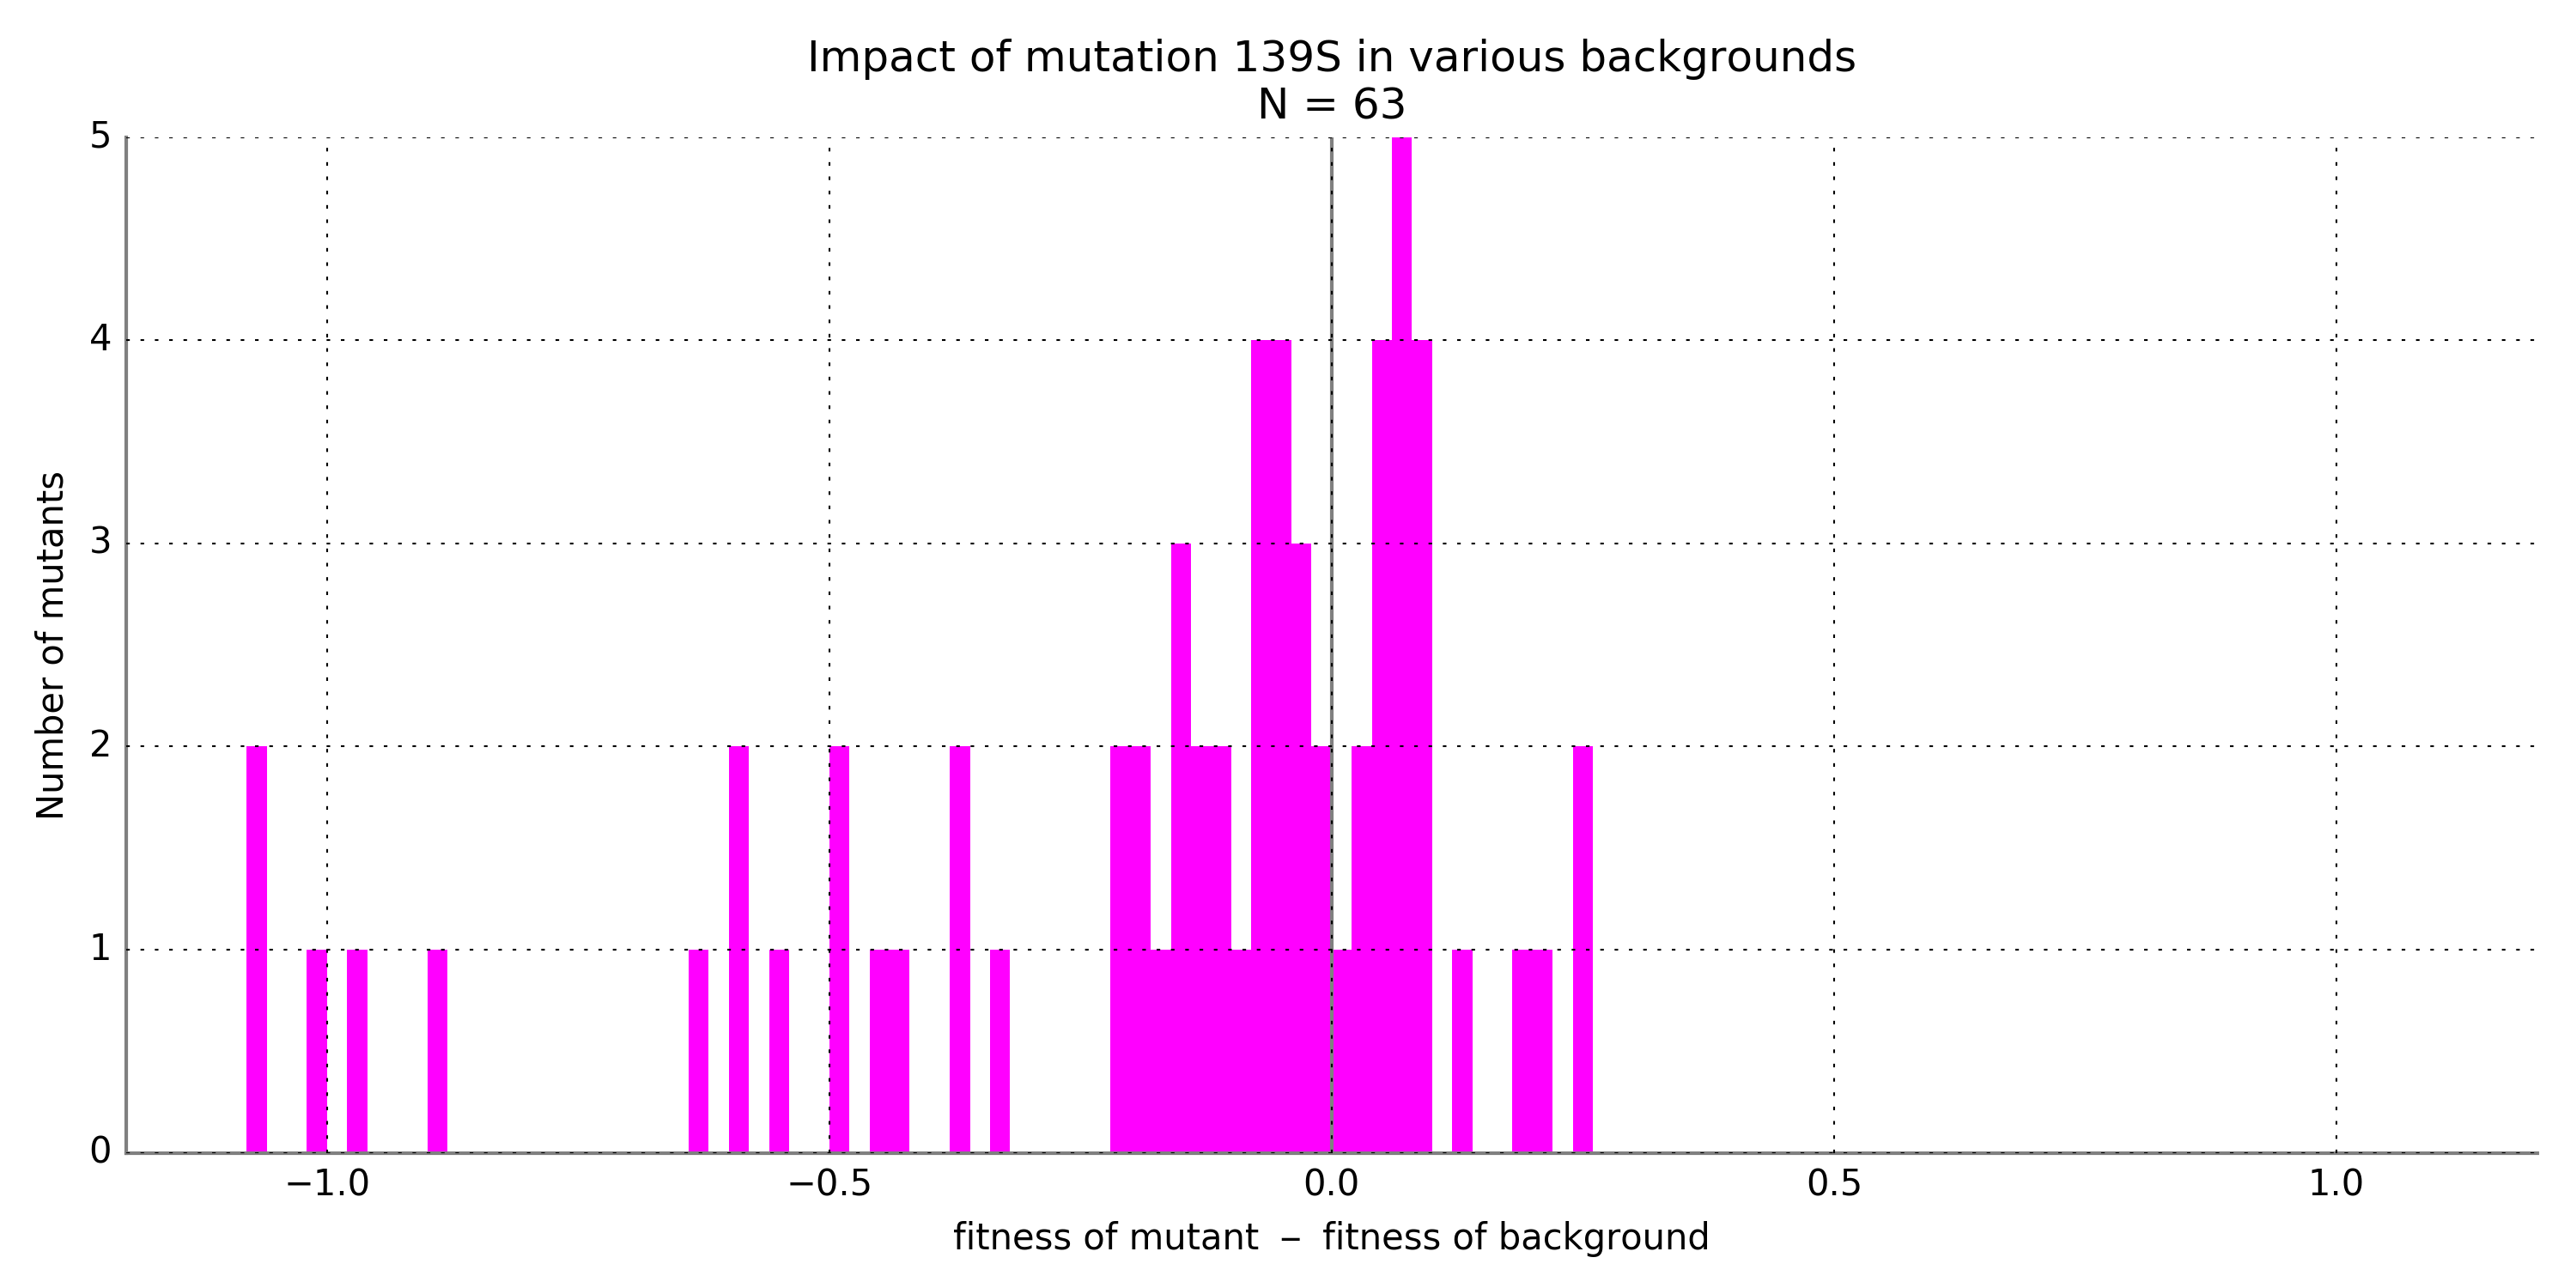 Impact of mutation 139S in various backgrounds
N = 63
5
4
3
2
1
0
Number of mutants
−1.0
−0.5
0.0
0.5
1.0
fitness of mutant – fitness of background